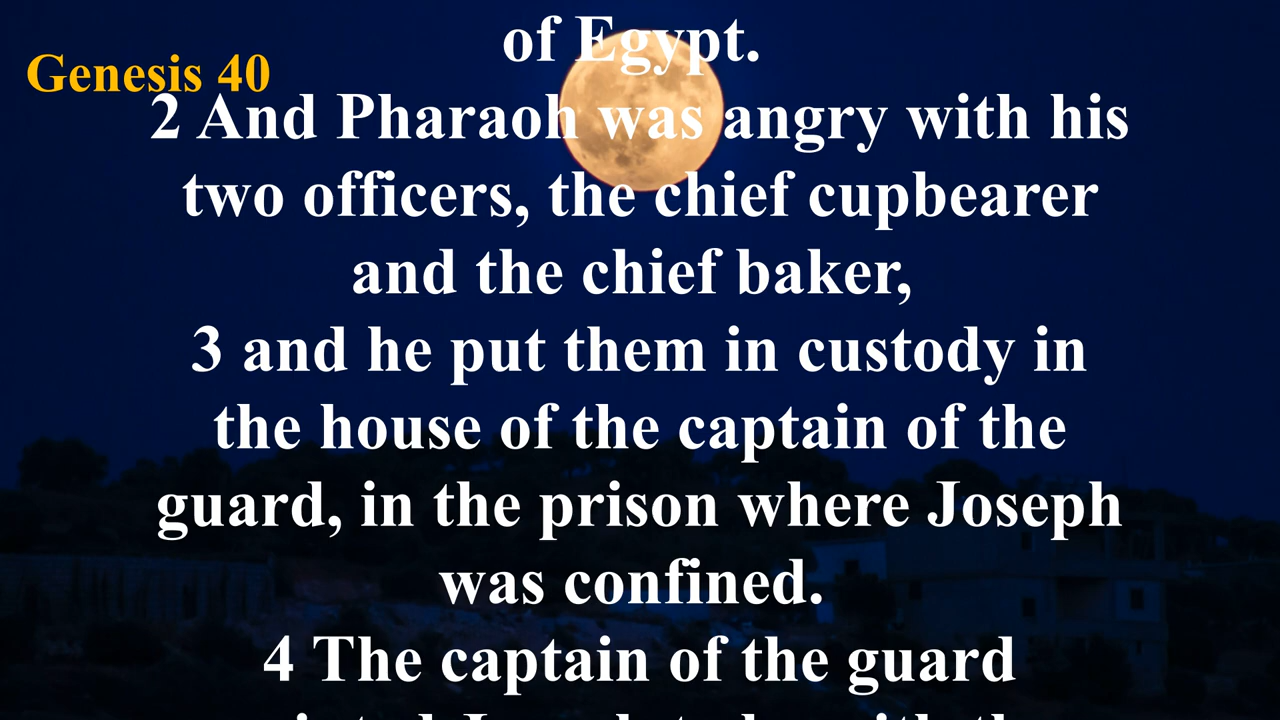 of Egypt.
Genesis 40
2 And Pharaoh was angry with his
two officers, the chief cupbearer
and the chief baker,
3 and he put them in custody in
the house of the captain of the
guard, in the prison where Joseph
was confined.
4 The captain of the guard